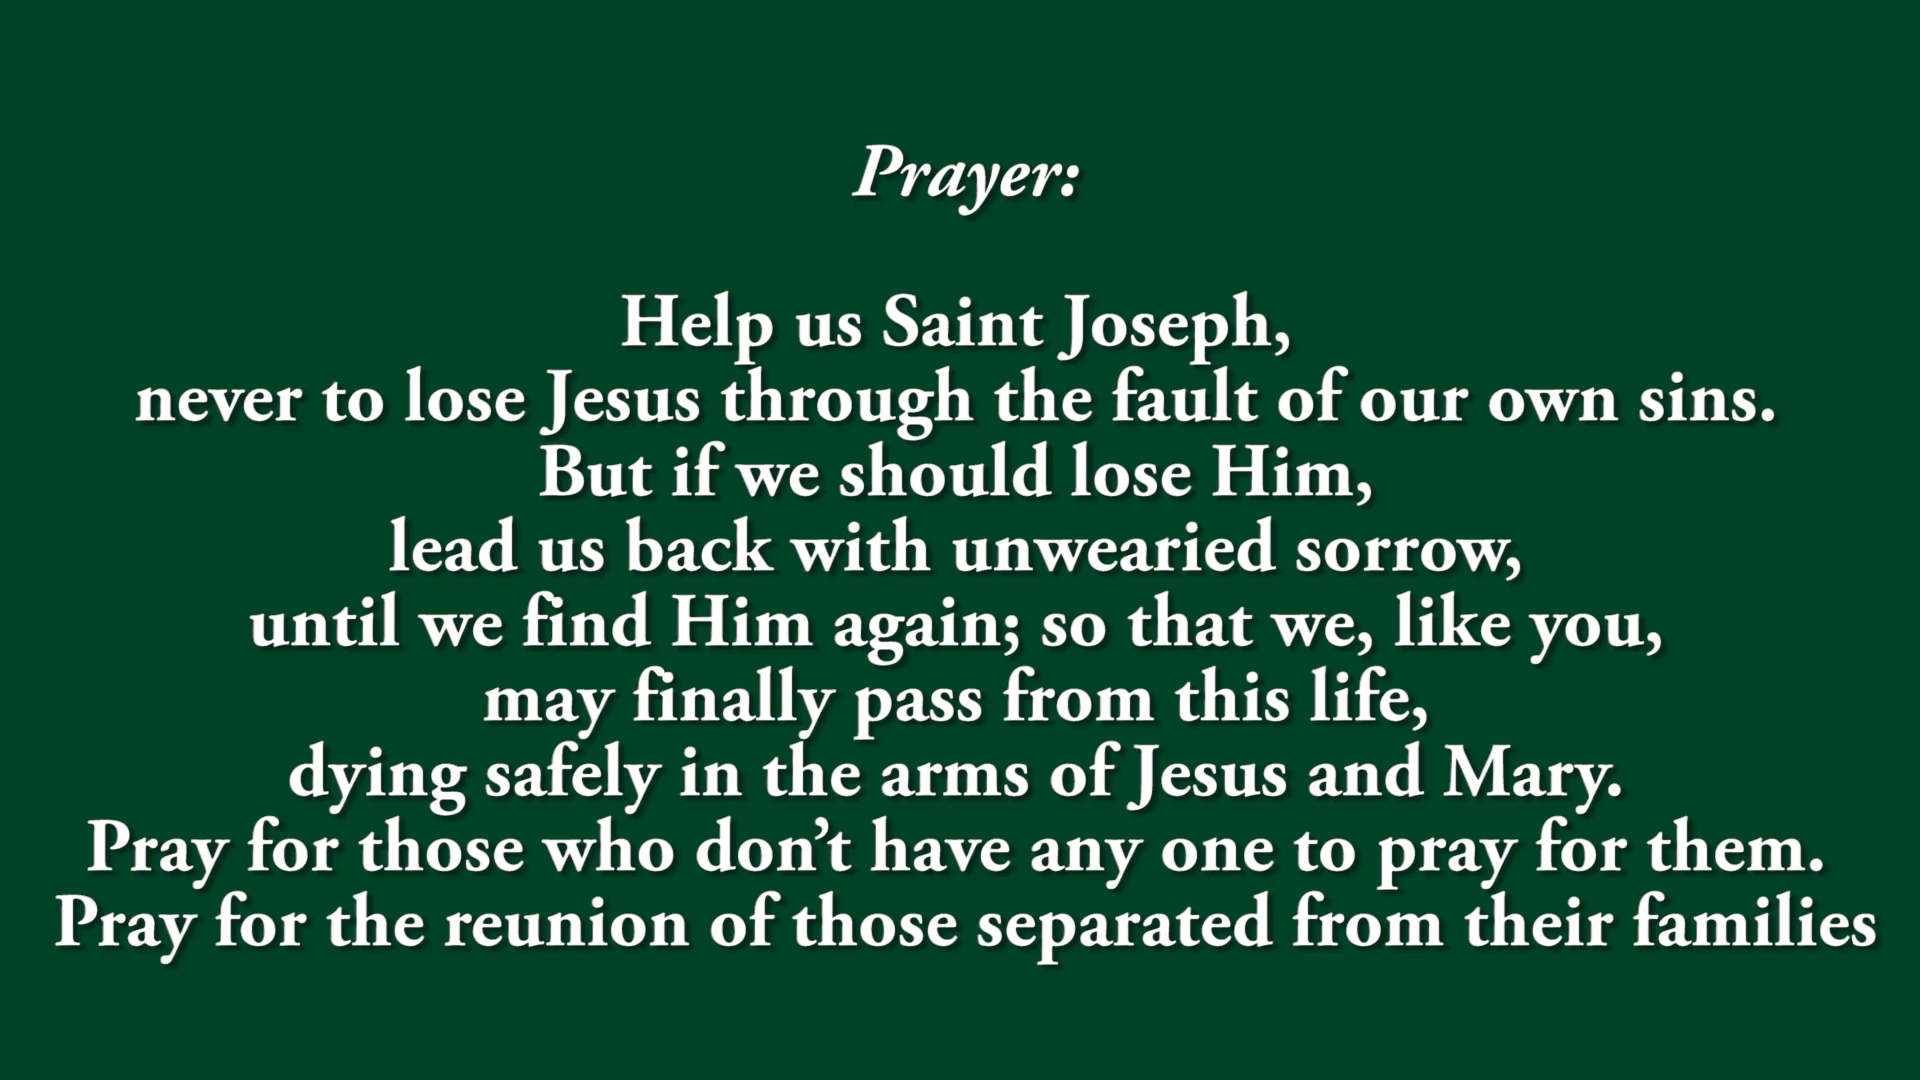 Prayer:
Help us Saint Joseph,
never to lose Jesus through the fault of our own sins.
But if we should lose Him,
lead us back with unwearied sorrow,
until we find Him again; so that we, like you,
may finally pass from this life,
dying safely in the arms of Jesus and Mary.
Pray for those who don’t have any one to pray for them.
Pray for the reunion of those separated from their families